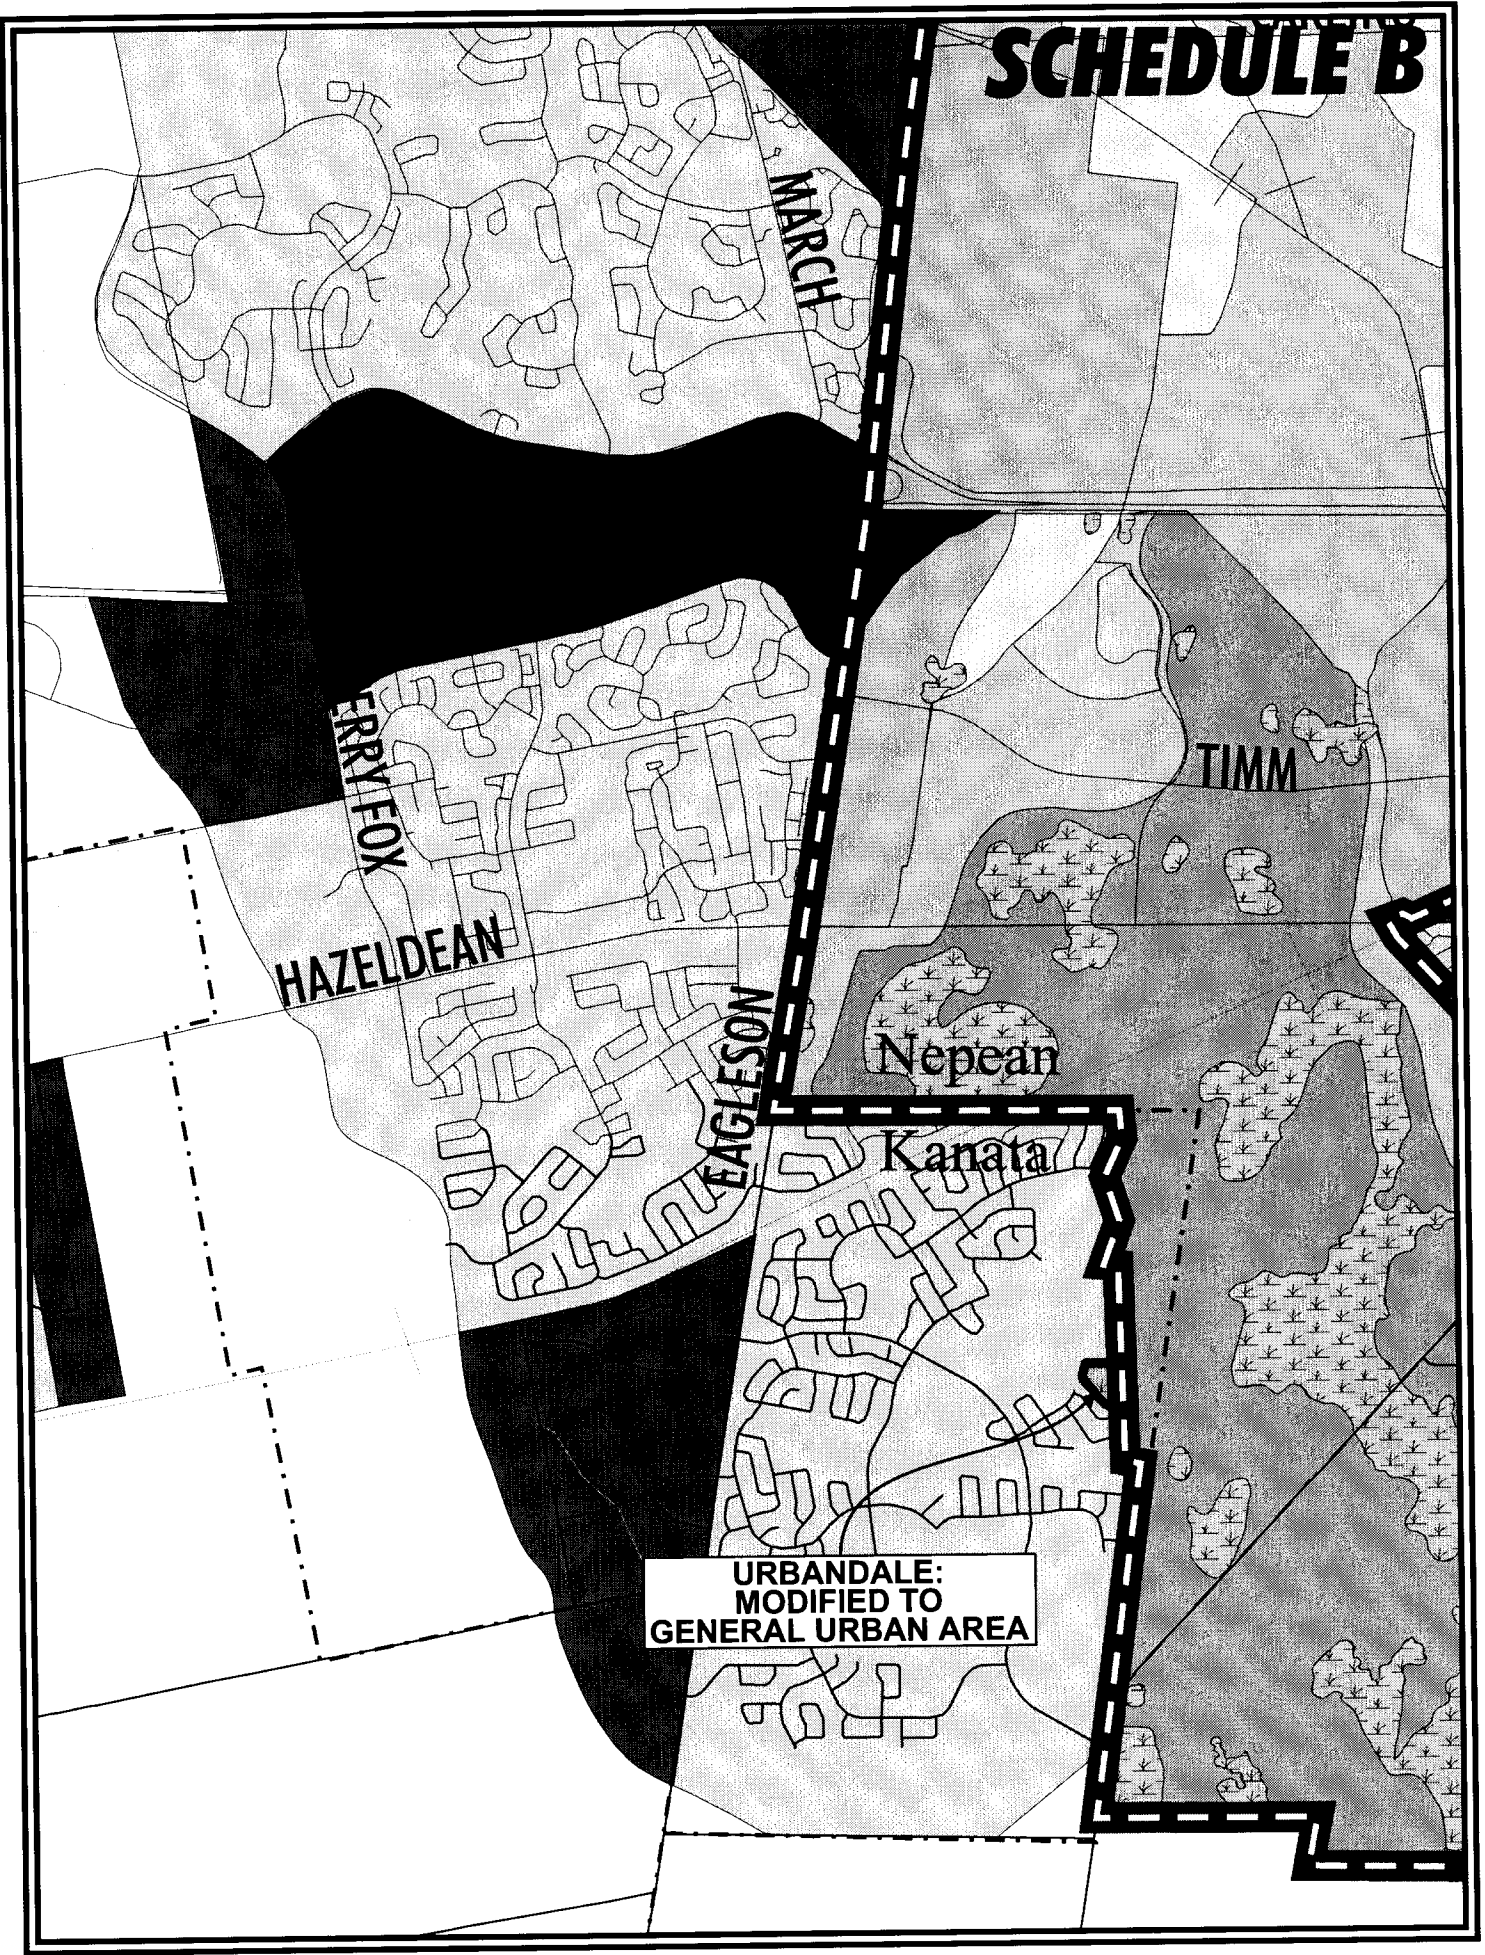 SCHEDULE B
MARCH
ERRY FOX
TIMM
HAZELDEAN
EAGLESON
Nepean
Kanata
URBANDALE:
MODIFIED TO
GENERAL URBAN AREA